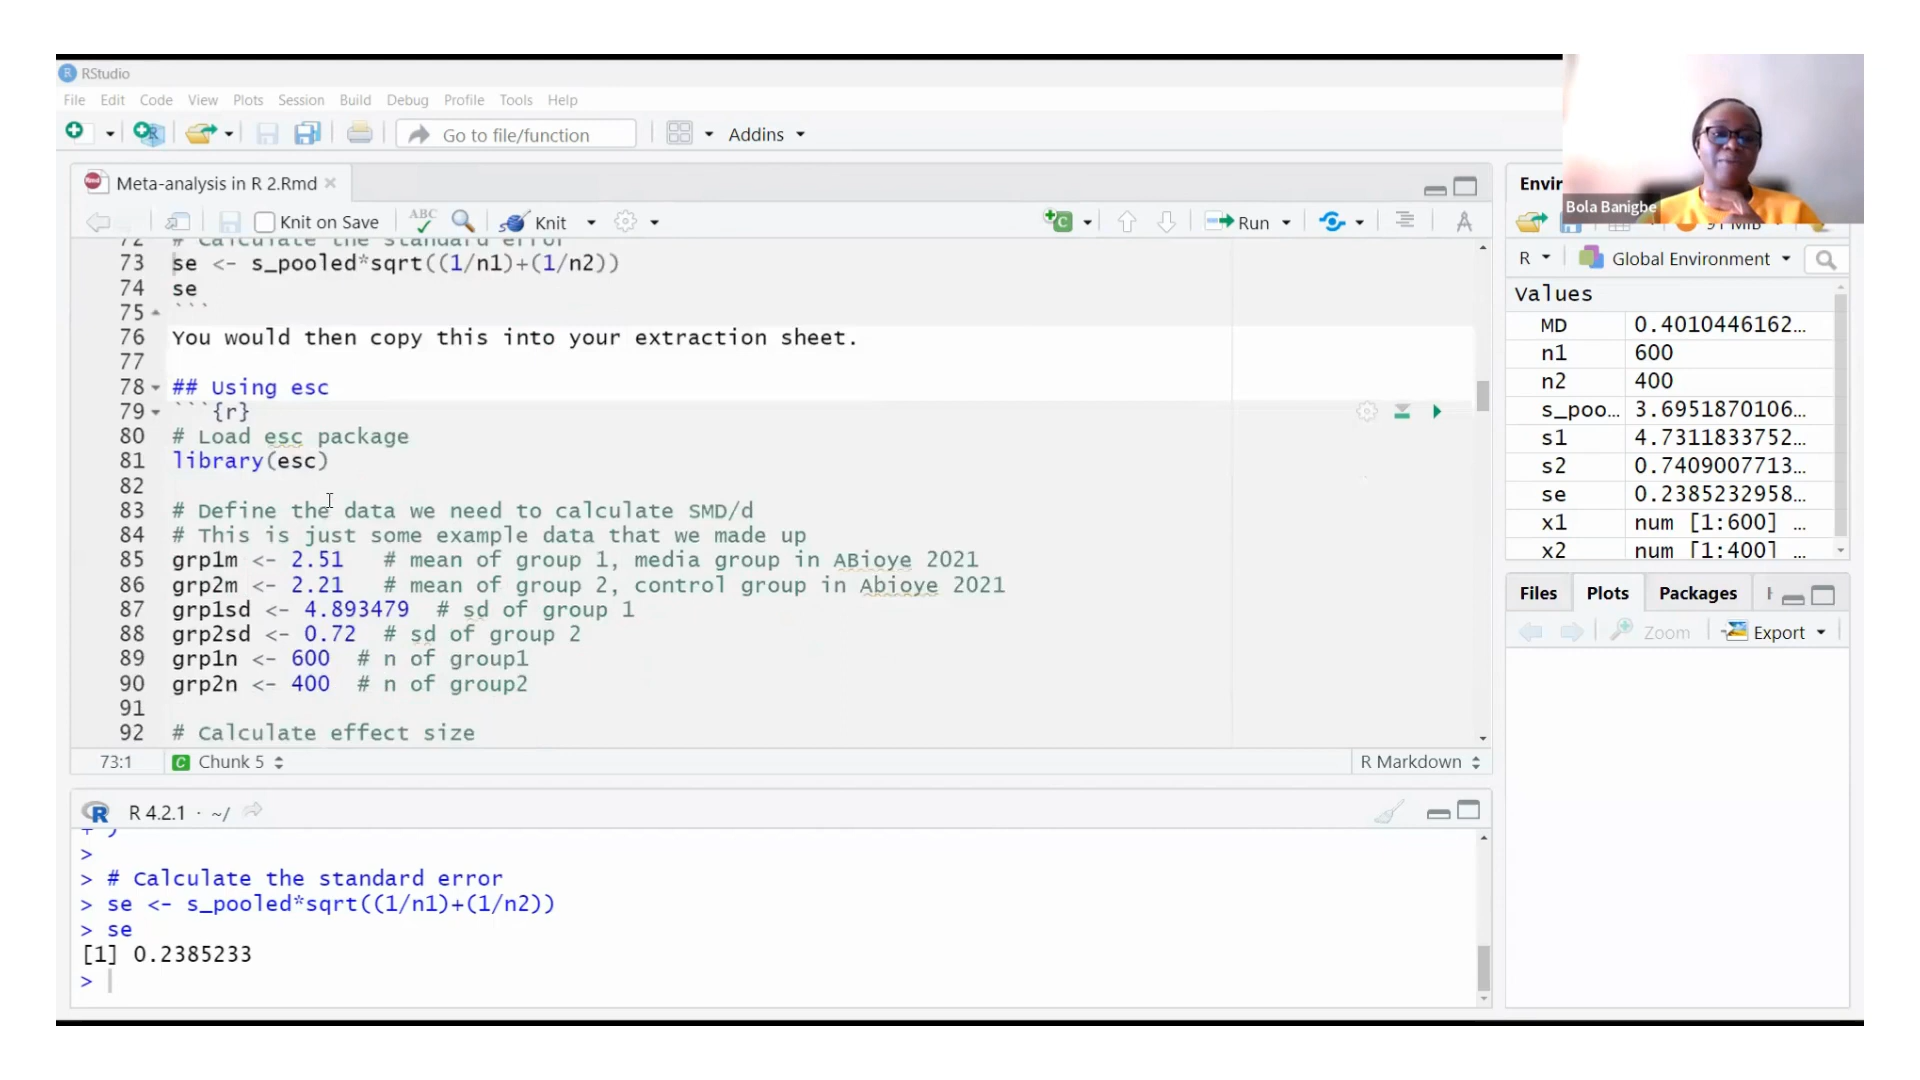 RStudio
File Edit Code View Plots Session Build Debug Profile Tools Help
Go to file/function Addins
Meta-analysis in R 2.Rmd
Knit on Save ABC Knit Run
72 # Calculate the standard error
73 se <- s_pooled*sqrt((1/n1)+(1/n2))
74 se
75 ```
76 You would then copy this into your extraction sheet.
77
78 ## Using esc
79 ```{r}
80 # Load esc package
81 library(esc)
82
83 # Define the data we need to calculate SMD/d
84 # This is just some example data that we made up
85 grp1m <- 2.51 # mean of group 1, media group in ABioye 2021
86 grp2m <- 2.21 # mean of group 2, control group in Abioye 2021
87 grp1sd <- 4.893479 # sd of group 1
88 grp2sd <- 0.72 # sd of group 2
89 grp1n <- 600 # n of group1
90 grp2n <- 400 # n of group2
91
92 # Calculate effect size
73:1 Chunk 5 R Markdown
R 4.2.1 · ~/
+ }
>
> # Calculate the standard error
> se <- s_pooled*sqrt((1/n1)+(1/n2))
> se
[1] 0.2385233
>
Bola Banigbe
Envir
91 MiB
R Global Environment
Values
MD 0.4010446162...
n1 600
n2 400
s_poo... 3.6951870106...
s1 4.7311833752...
s2 0.7409007713...
se 0.2385232958...
x1 num [1:600] ...
x2 num [1:400] ...
Files Plots Packages
Zoom Export